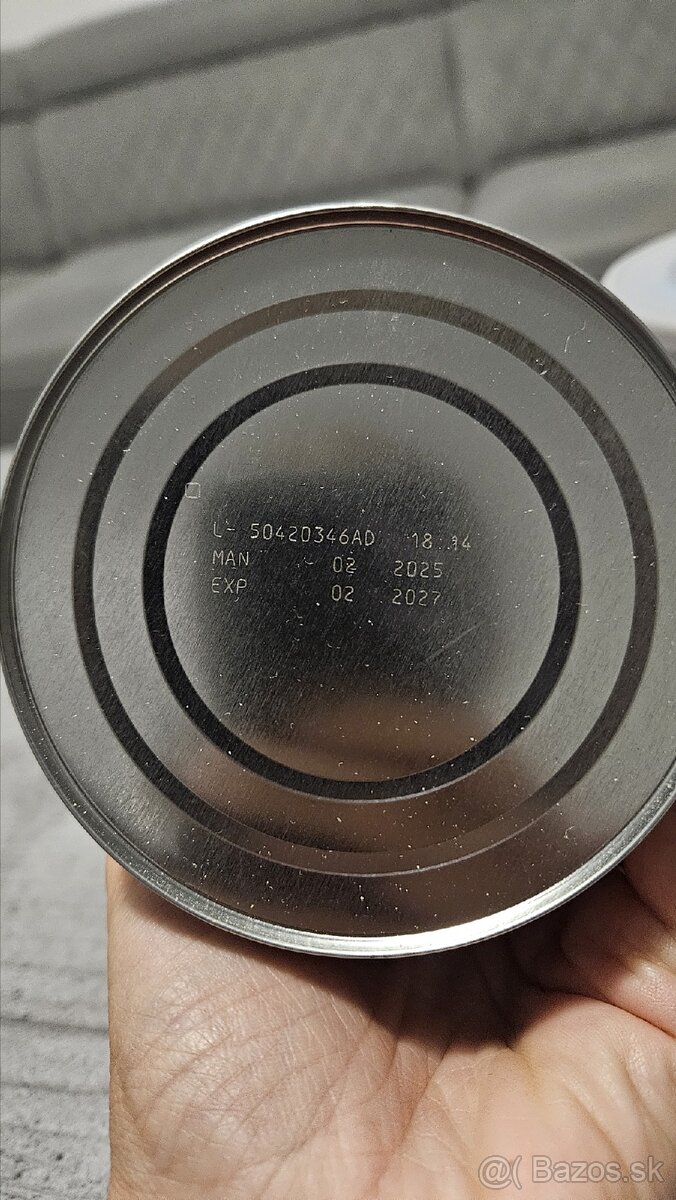 L- 50420346AD 18:14
MAN 02 2025
EXP 02 2027
@( Bazos.sk